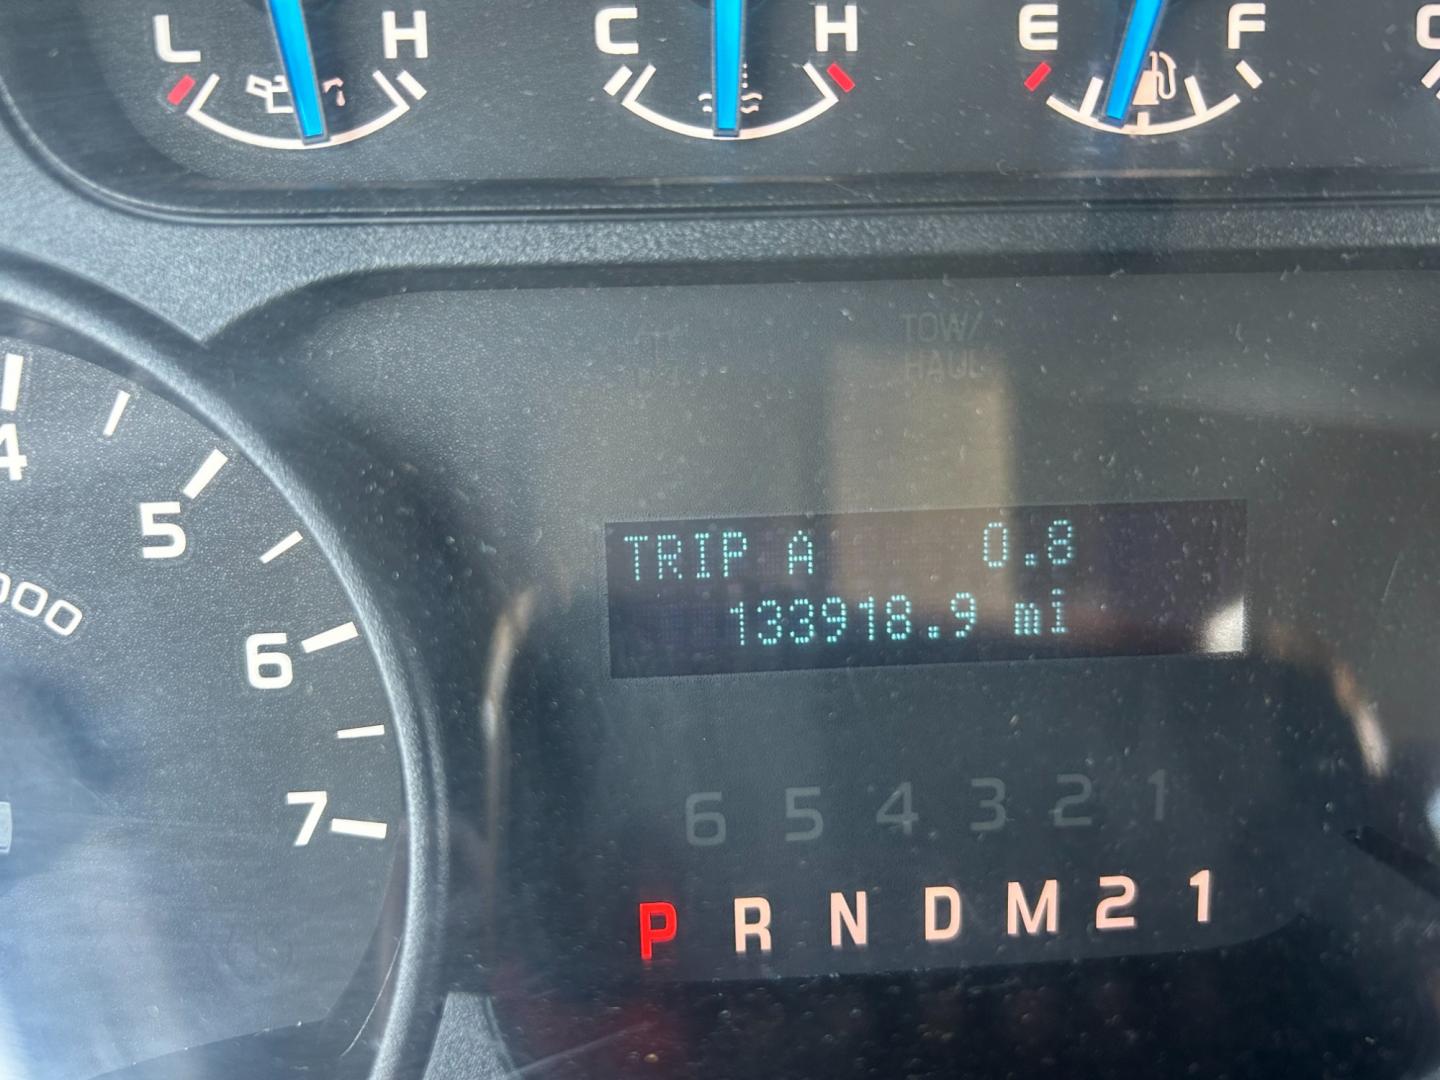 L H C H E F
TOW/
HAUL
4
5
6
7
TRIP A 0.8
133918.9 mi
6 5 4 3 2 1
P R N D M 2 1